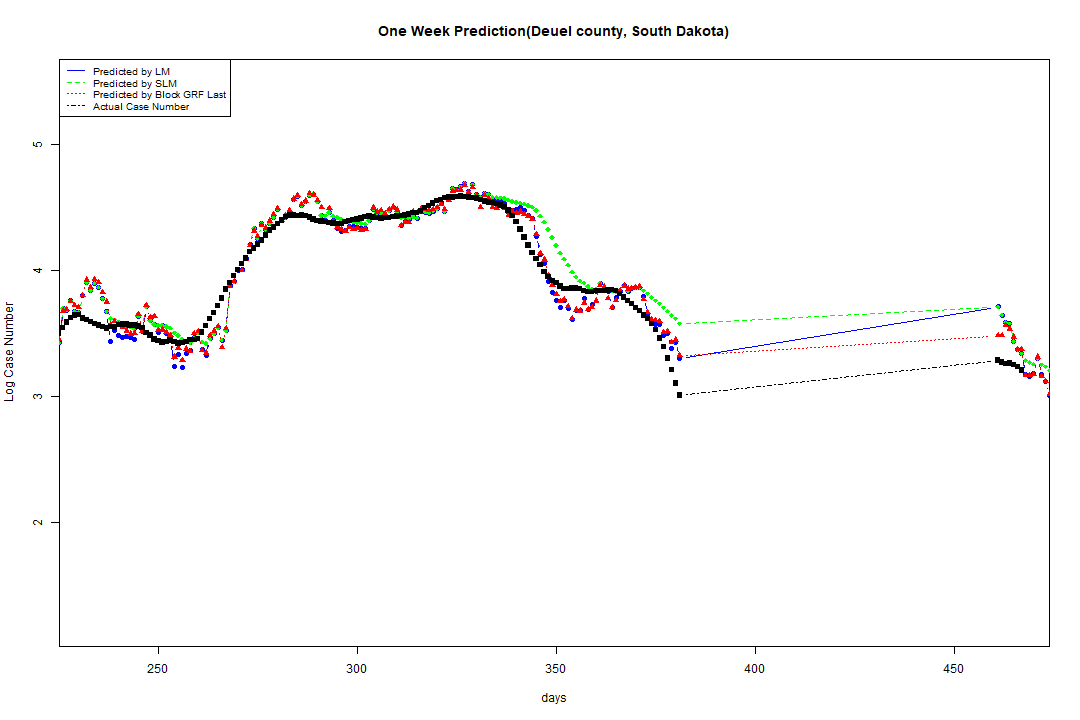 One Week Prediction(Deuel county, South Dakota)
Predicted by LM
Predicted by SLM
Predicted by Block GRF Last
Actual Case Number
5
4
3
2
Log Case Number
250 300 350 400 450
days